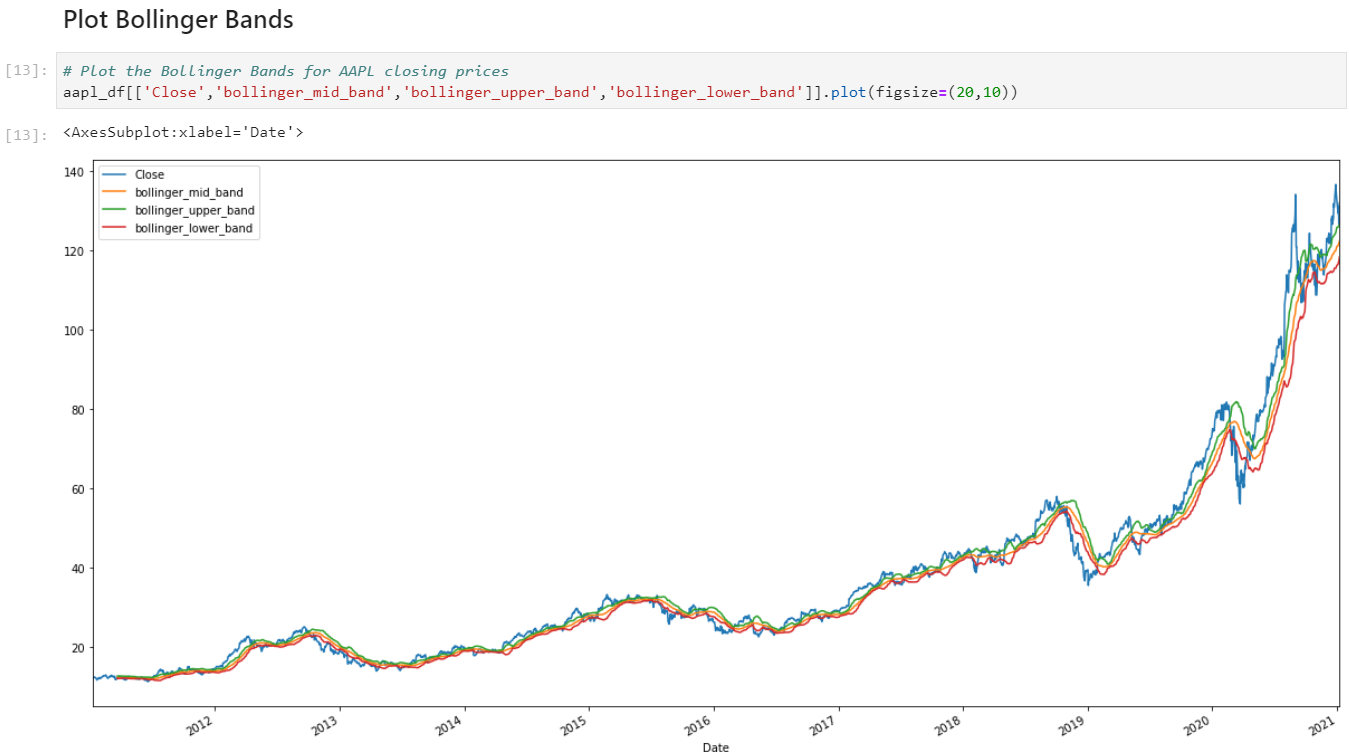 Plot Bollinger Bands
[13]: # Plot the Bollinger Bands for AAPL closing prices
aapl_df[['Close','bollinger_mid_band','bollinger_upper_band','bollinger_lower_band']].plot(figsize=(20,10))
[13]: <AxesSubplot:xlabel='Date'>
Close
bollinger_mid_band
bollinger_upper_band
bollinger_lower_band
140
120
100
80
60
40
20
2012 2013 2014 2015 2016 2017 2018 2019 2020 2021
Date